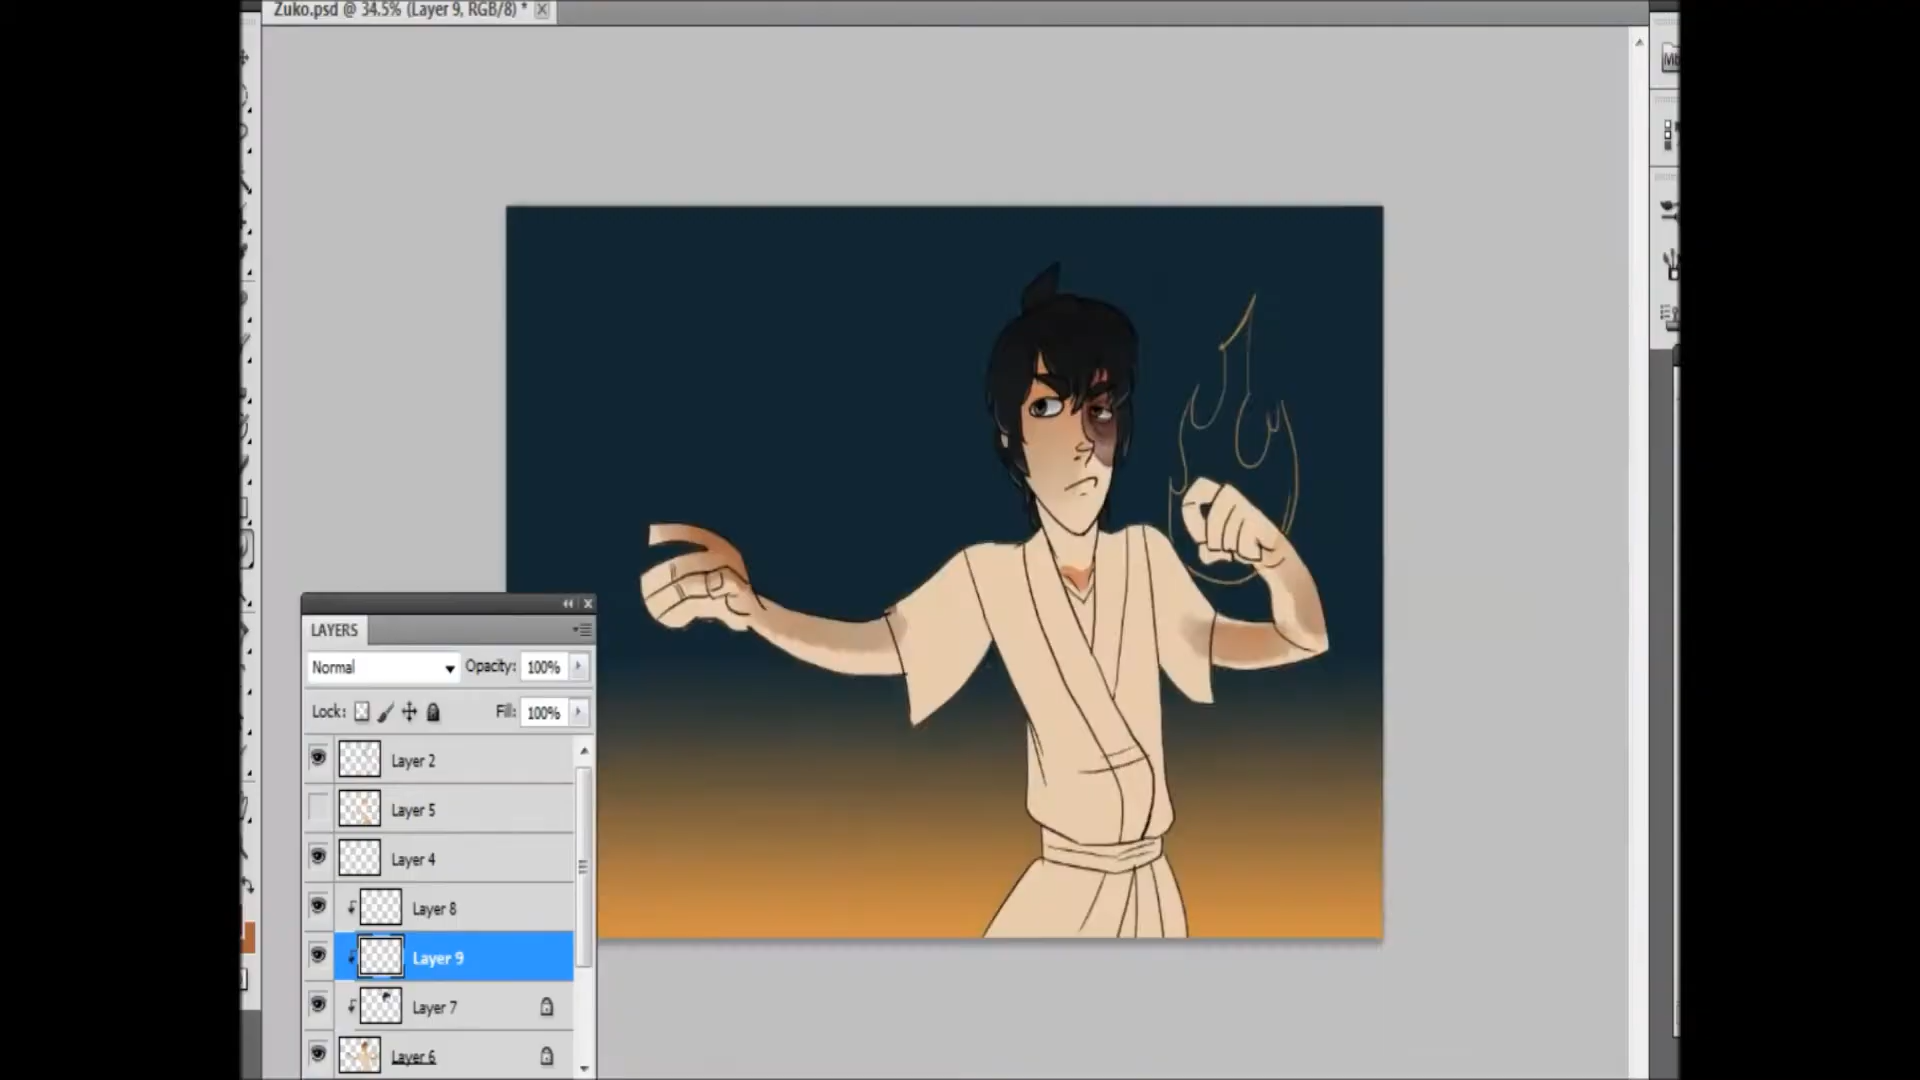 Zuko.psd @ 34.5% (Layer 9, RGB/8) *
LAYERS
Normal
Opacity: 100%
Lock:
Fill: 100%
Layer 2
Layer 5
Layer 4
Layer 8
Layer 9
Layer 7
Layer 6